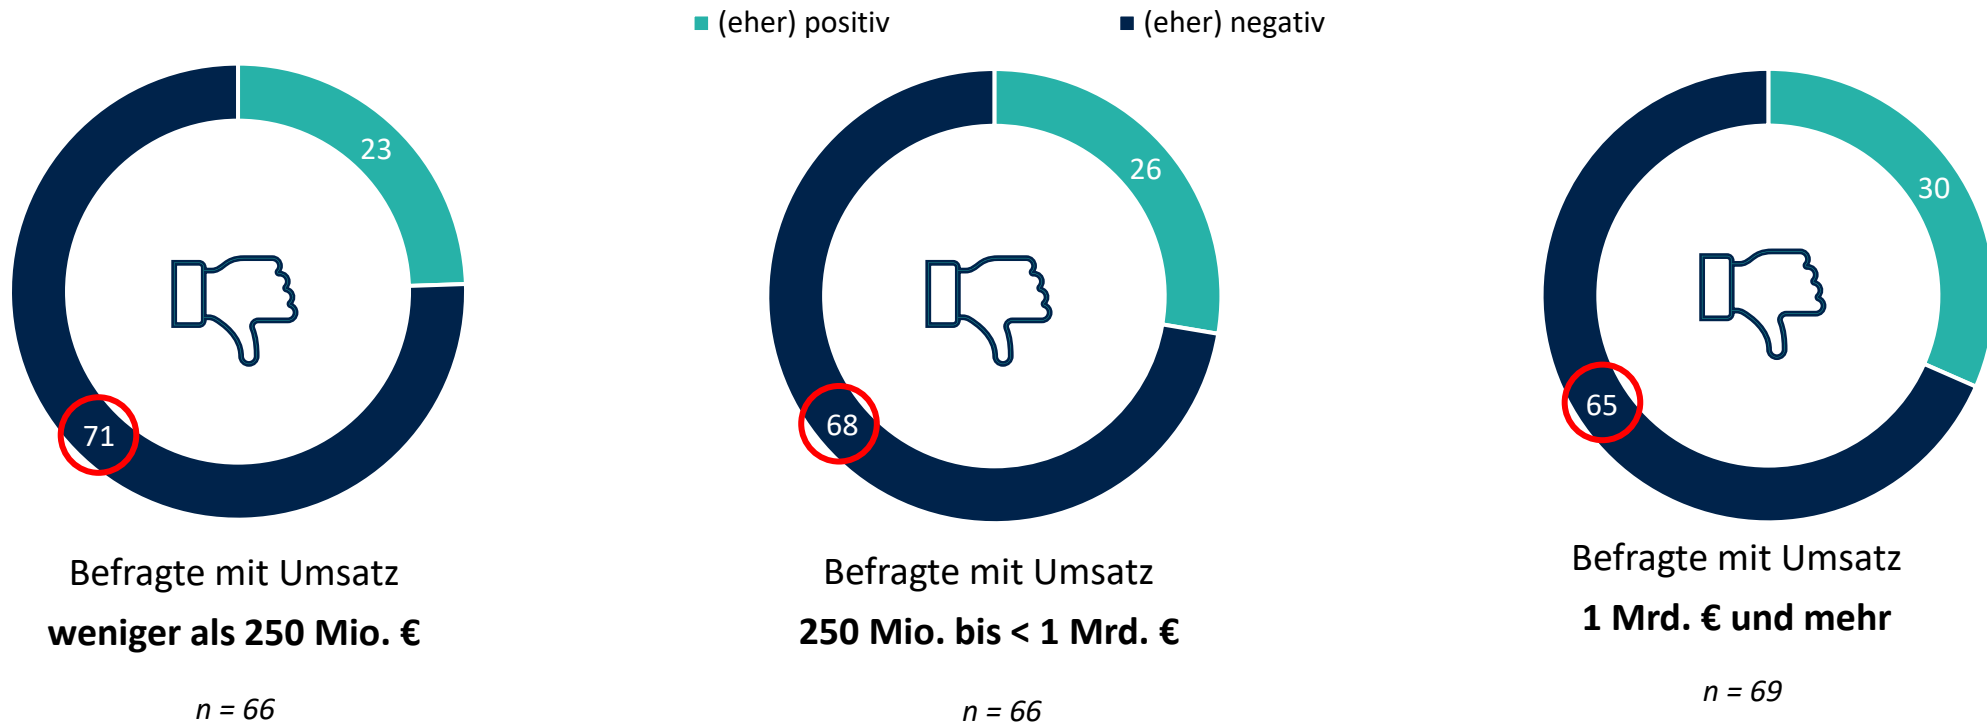 (eher) positiv
(eher) negativ
23
71
Befragte mit Umsatz
weniger als 250 Mio. €
n = 66
26
68
Befragte mit Umsatz
250 Mio. bis < 1 Mrd. €
n = 66
30
65
Befragte mit Umsatz
1 Mrd. € und mehr
n = 69